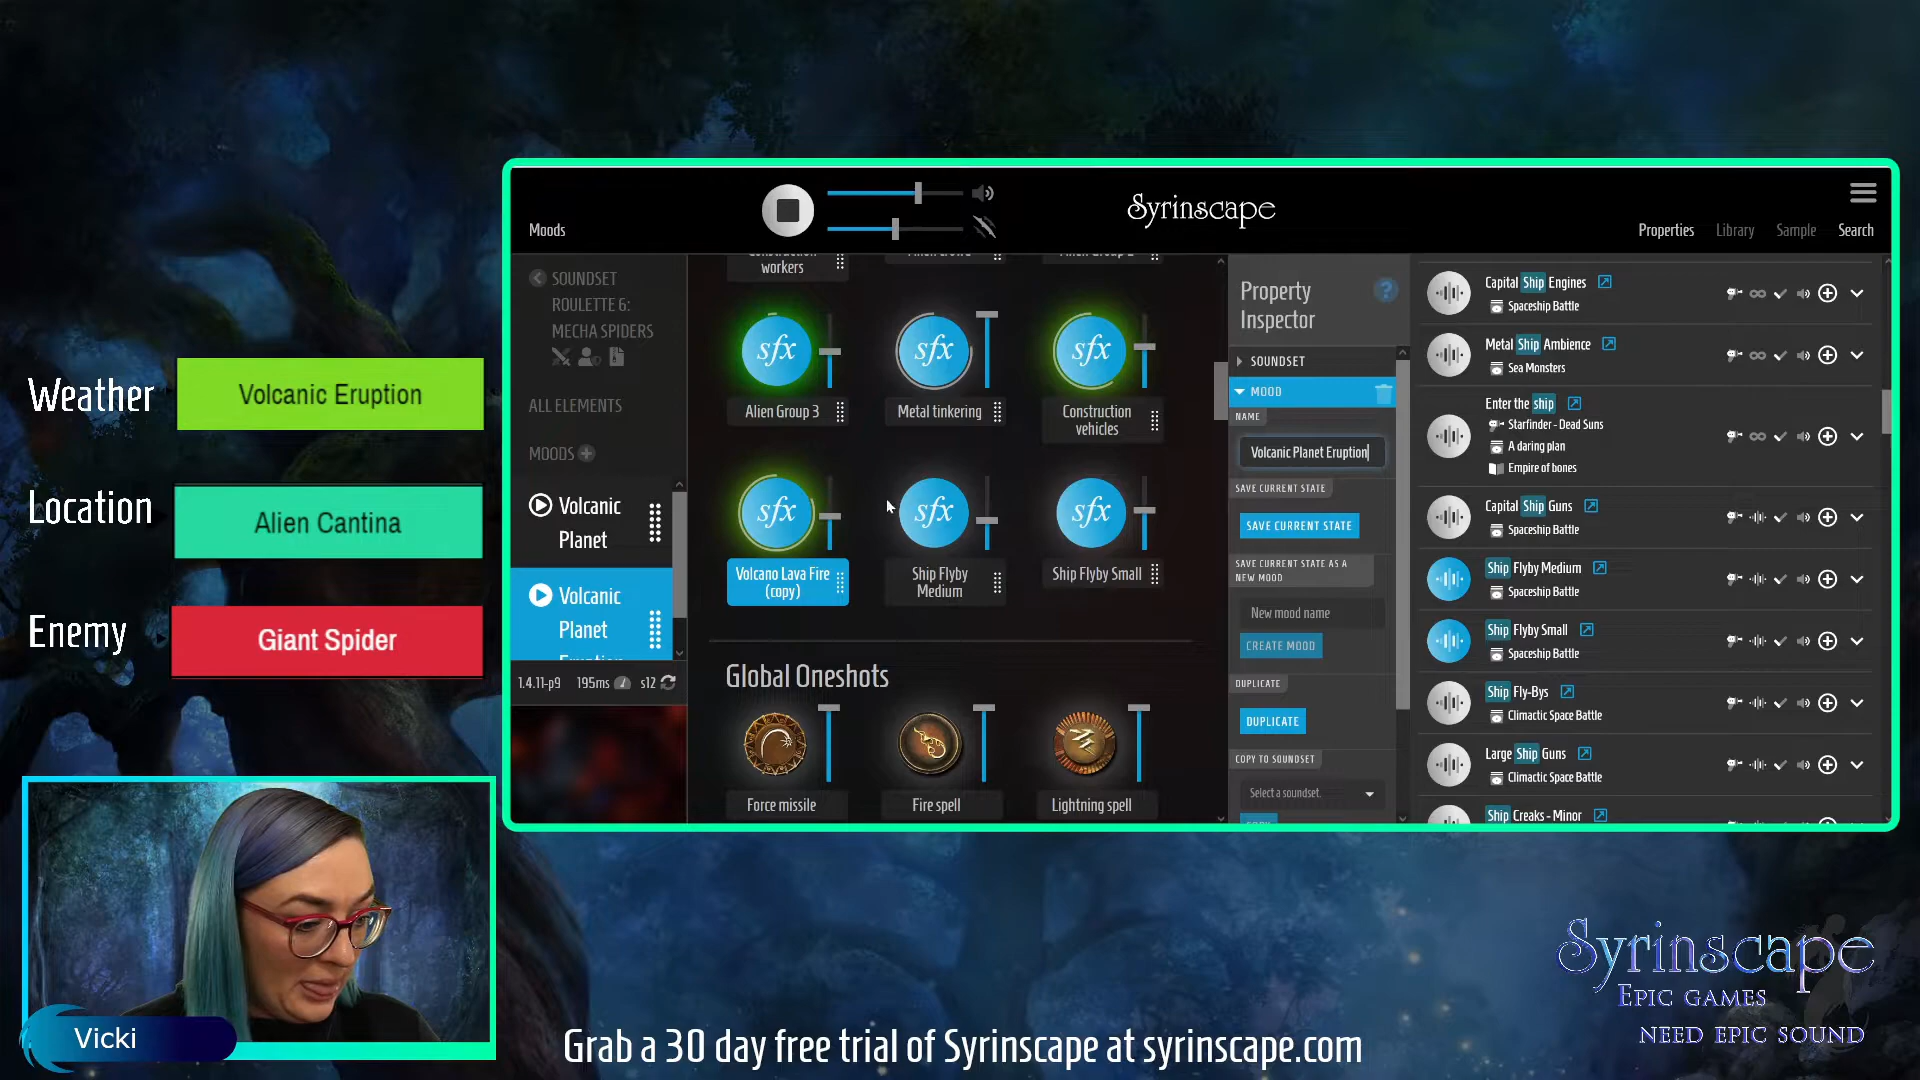 Moods
Syrinscape
Properties
Library
Sample
Search
SOUNDSET
ROULETTE 6:
MECHA SPIDERS
ALL ELEMENTS
MOODS
Volcanic
Planet
Volcanic
Planet
Eruption
1.4.11-p9 195ms s12
workers
sfx
Alien Group 3
sfx
Metal tinkering
sfx
Construction
vehicles
sfx
Volcano Lava Fire
(copy)
sfx
Ship Flyby
Medium
sfx
Ship Flyby Small
Global Oneshots
Force missile
Fire spell
Lightning spell
Property
Inspector
?
SOUNDSET
MOOD
NAME
Volcanic Planet Eruption
SAVE CURRENT STATE
SAVE CURRENT STATE
SAVE CURRENT STATE AS A
NEW MOOD
New mood name
CREATE MOOD
DUPLICATE
DUPLICATE
COPY TO SOUNDSET
Select a soundset.
COPY
Capital Ship Engines
Spaceship Battle
Metal Ship Ambience
Sea Monsters
Enter the ship
Starfinder - Dead Suns
A daring plan
Empire of bones
Capital Ship Guns
Spaceship Battle
Ship Flyby Medium
Spaceship Battle
Ship Flyby Small
Spaceship Battle
Ship Fly-Bys
Climactic Space Battle
Large Ship Guns
Climactic Space Battle
Ship Creaks - Minor
Weather
Volcanic Eruption
Location
Alien Cantina
Enemy
Giant Spider
Vicki
Grab a 30 day free trial of Syrinscape at syrinscape.com
Syrinscape
EPIC GAMES
NEED EPIC SOUND